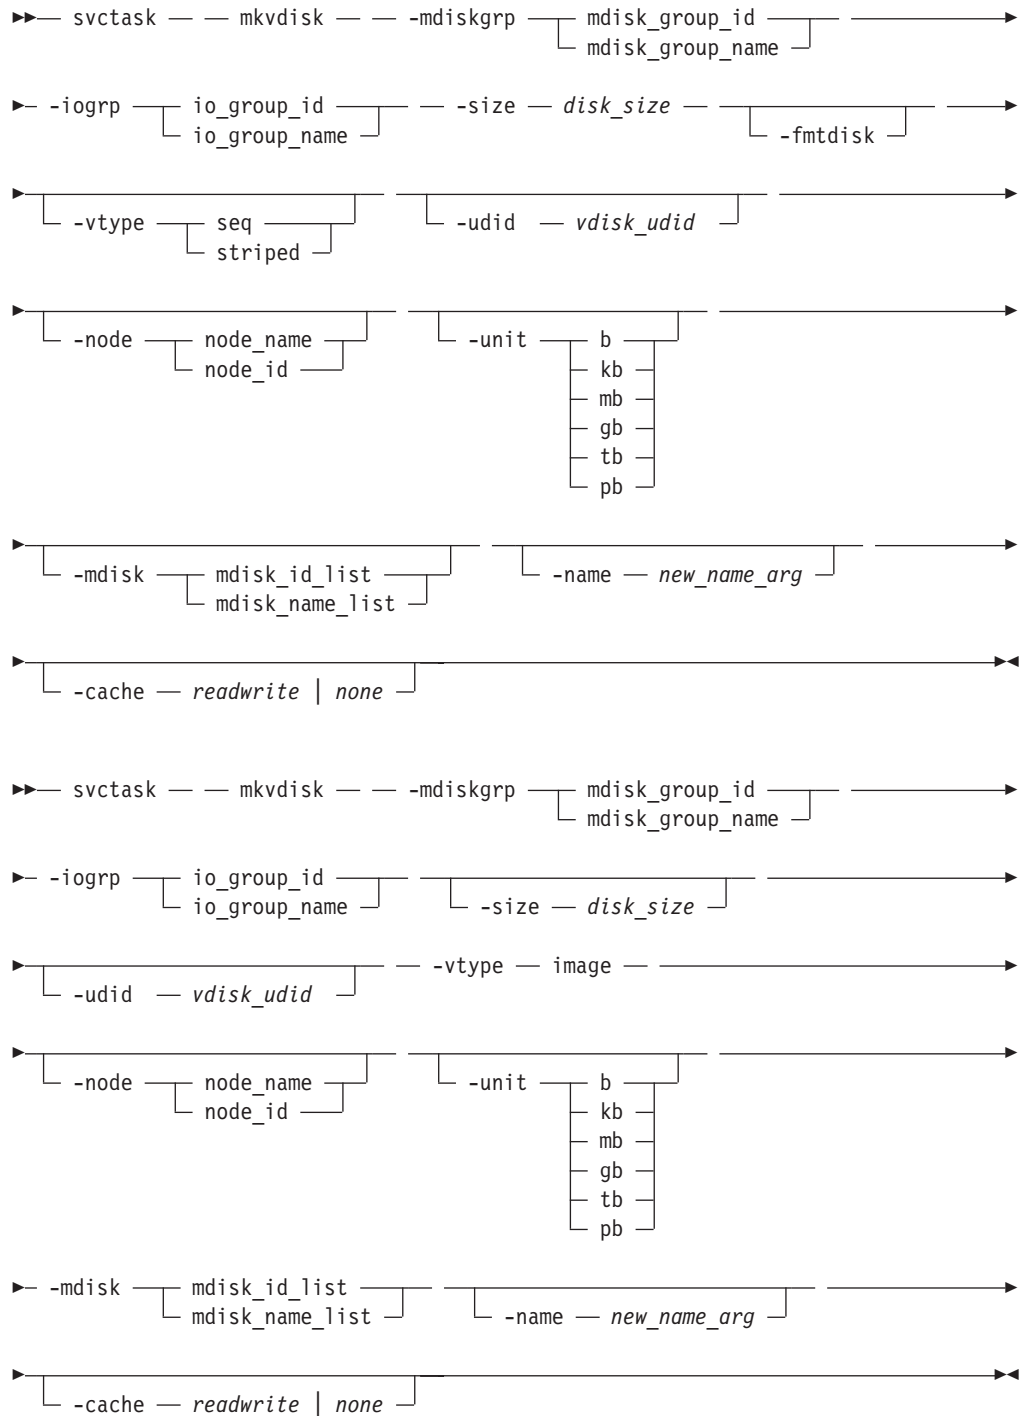 svctask mkvdisk -mdiskgrp mdisk_group_id
mdisk_group_name
-iogrp io_group_id -size disk_size
io_group_name -fmtdisk
-vtype seq -udid vdisk_udid
striped
-node node_name -unit b
node_id kb
mb
gb
tb
pb
-mdisk mdisk_id_list -name new_name_arg
mdisk_name_list
-cache readwrite | none
svctask mkvdisk -mdiskgrp mdisk_group_id
mdisk_group_name
-iogrp io_group_id -size disk_size
io_group_name
-udid vdisk_udid -vtype image
-node node_name -unit b
node_id kb
mb
gb
tb
pb
-mdisk mdisk_id_list -name new_name_arg
mdisk_name_list
-cache readwrite | none